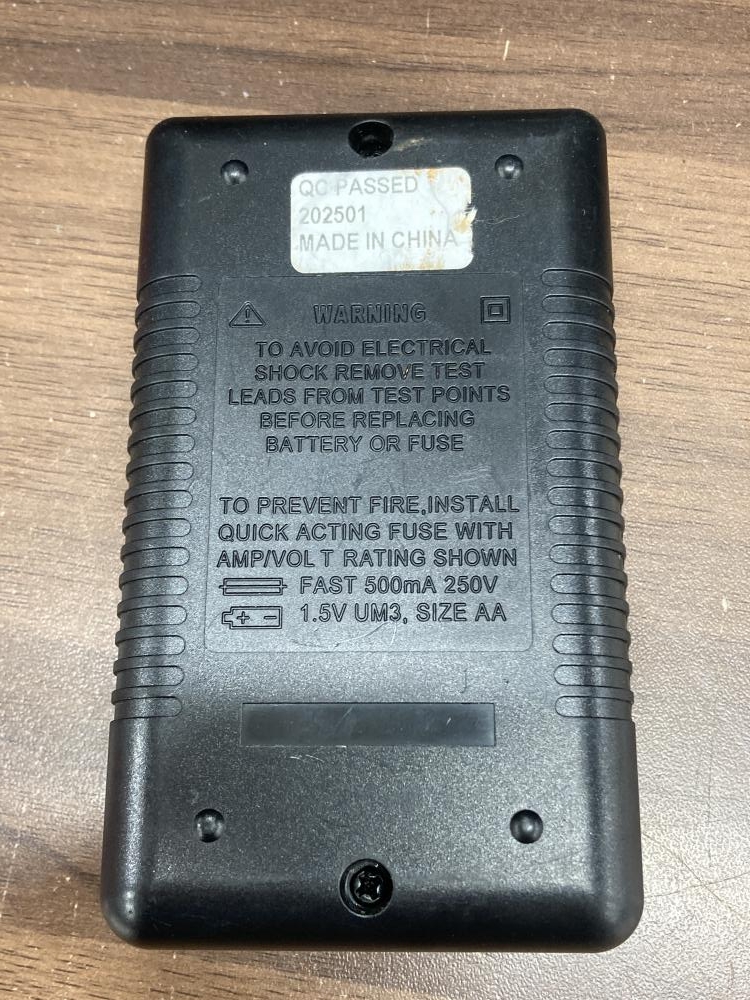 QC PASSED
202501
MADE IN CHINA
WARNING
TO AVOID ELECTRICAL
SHOCK REMOVE TEST
LEADS FROM TEST POINTS
BEFORE REPLACING
BATTERY OR FUSE
TO PREVENT FIRE,INSTALL
QUICK ACTING FUSE WITH
AMP/VOL T RATING SHOWN
FAST 500mA 250V
1.5V UM3, SIZE AA